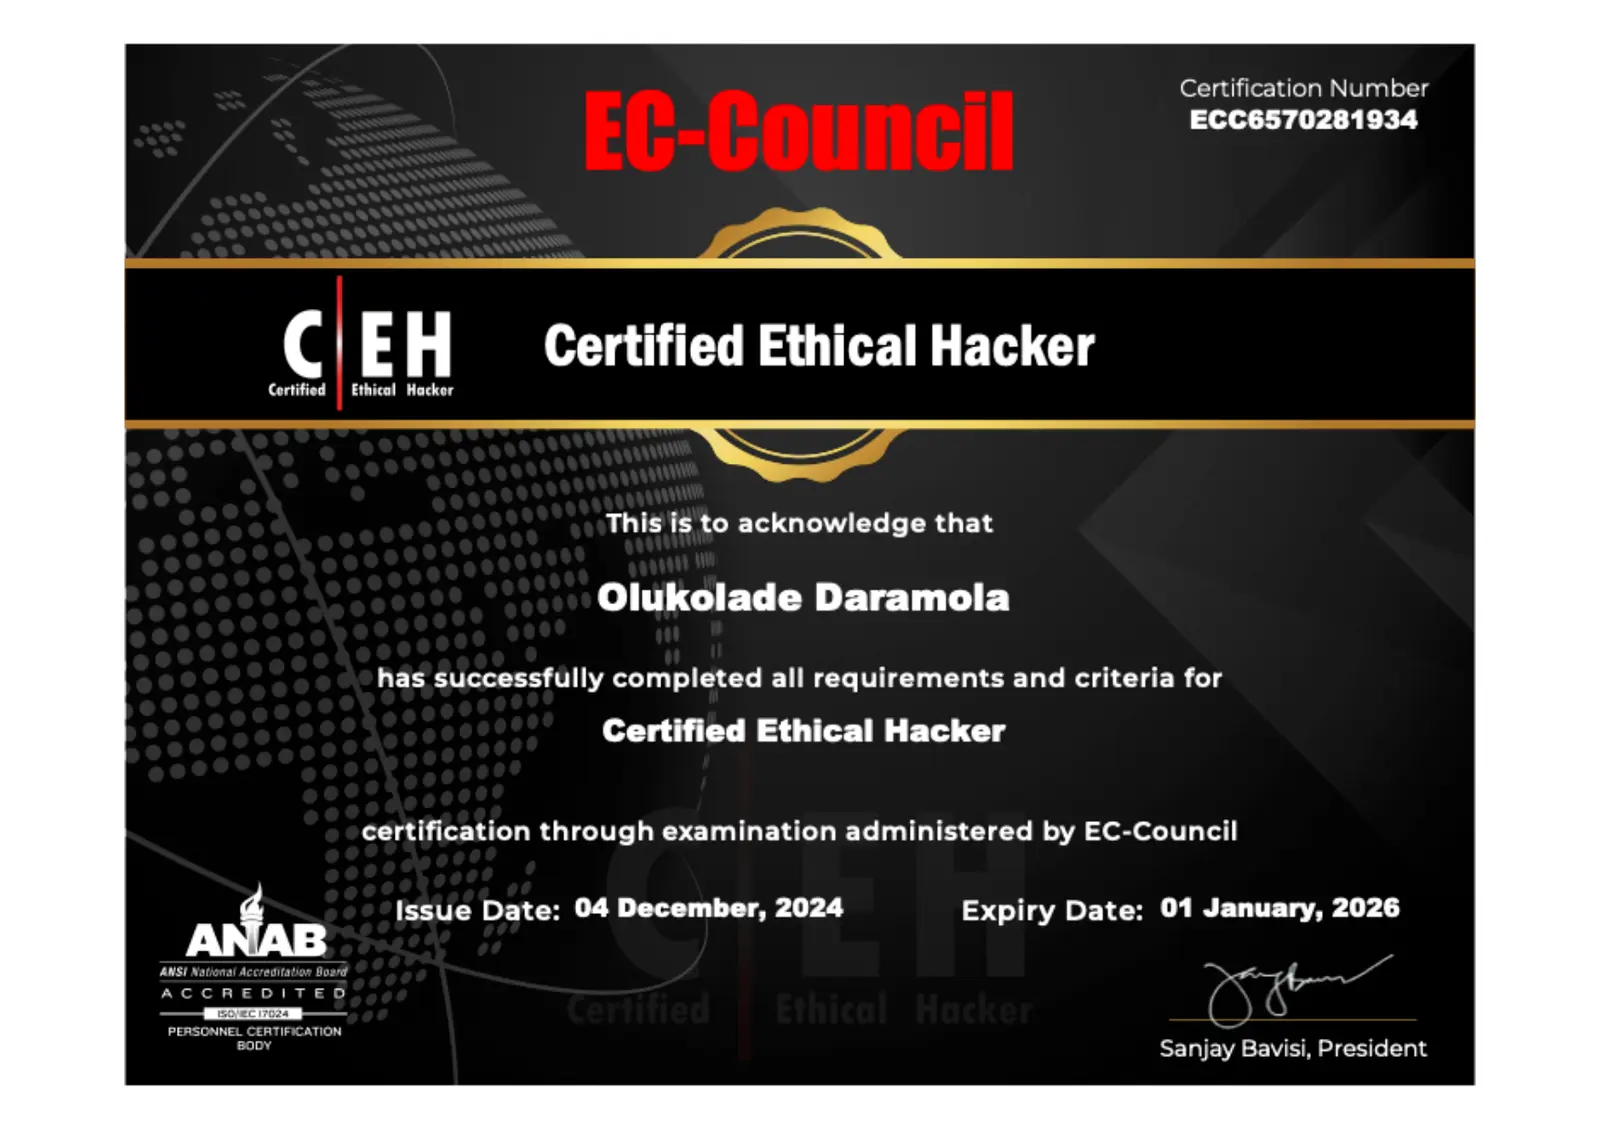 EC-Council
Certification Number
ECC6570281934
C EH
Certified Ethical Hacker
Certified Ethical Hacker
This is to acknowledge that
Olukolade Daramola
has successfully completed all requirements and criteria for
Certified Ethical Hacker
certification through examination administered by EC-Council
Issue Date: 04 December, 2024
Expiry Date: 01 January, 2026
C EH
Certified Ethical Hacker
ANAB
ANSI National Accreditation Board
ACCREDITED
ISO/IEC 17024
PERSONNEL CERTIFICATION
BODY
Sanjay Bavisi, President